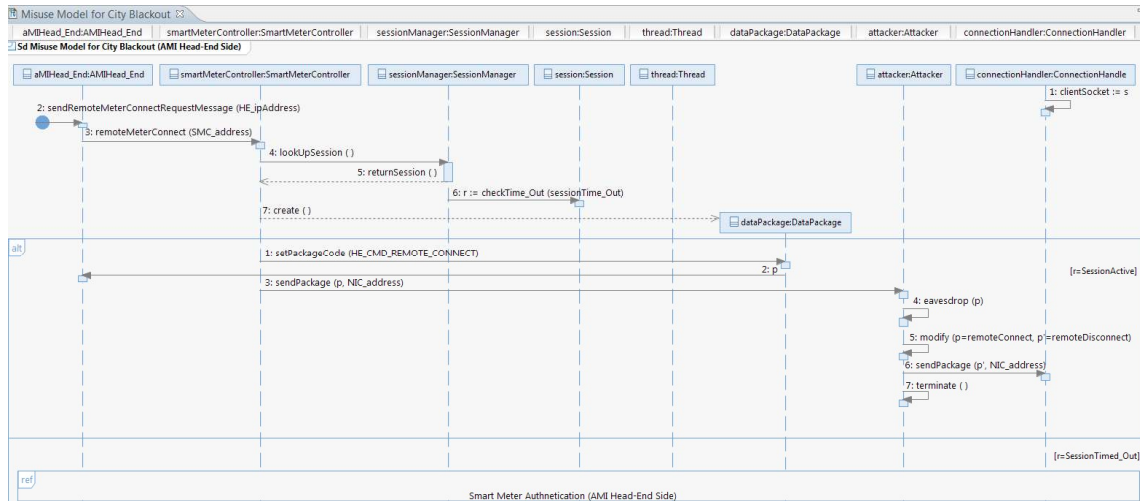 Misuse Model for City Blackout
aMIHead_End:AMIHead_End smartMeterController:SmartMeterController sessionManager:SessionManager session:Session thread:Thread dataPackage:DataPackage attacker:Attacker connectionHandler:ConnectionHandler
Sd Misuse Model for City Blackout (AMI Head-End Side)
aMIHead_End:AMIHead_End smartMeterController:SmartMeterController sessionManager:SessionManager session:Session thread:Thread attacker:Attacker connectionHandler:ConnectionHandle
1: clientSocket := s
2: sendRemoteMeterConnectRequestMessage (HE_ipAddress)
3: remoteMeterConnect (SMC_address)
4: lookUpSession ( )
5: returnSession ( )
6: r := checkTime_Out (sessionTime_Out)
7: create ( )
dataPackage:DataPackage
alt
1: setPackageCode (HE_CMD_REMOTE_CONNECT)
2: p
[r=SessionActive]
3: sendPackage (p, NIC_address)
4: eavesdrop (p)
5: modify (p=remoteConnect, p'=remoteDisconnect)
6: sendPackage (p', NIC_address)
7: terminate ( )
[r=SessionTimed_Out]
ref
Smart Meter Authnetication (AMI Head-End Side)